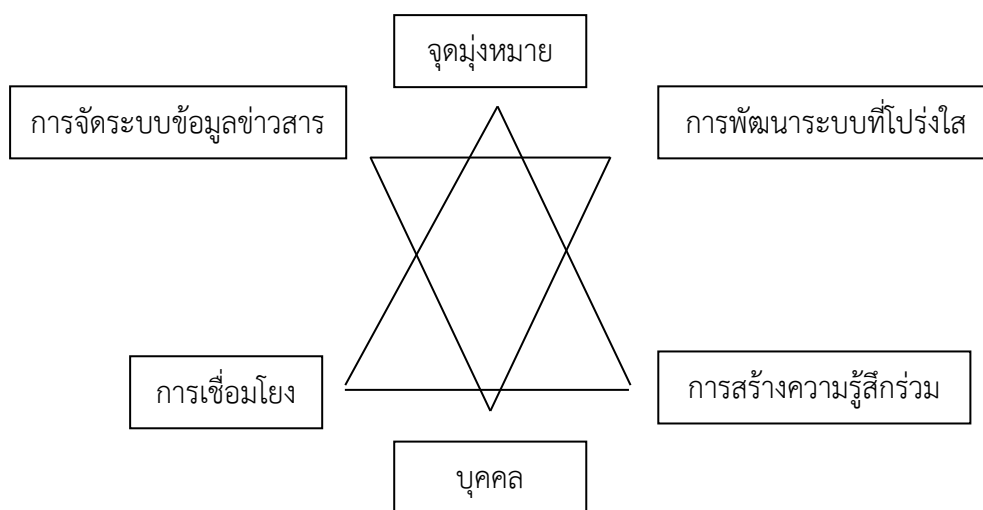 จุดมุ่งหมาย
การจัดระบบข้อมูลข่าวสาร
การพัฒนาระบบที่โปร่งใส
การเชื่อมโยง
การสร้างความรู้สึกร่วม
บุคคล